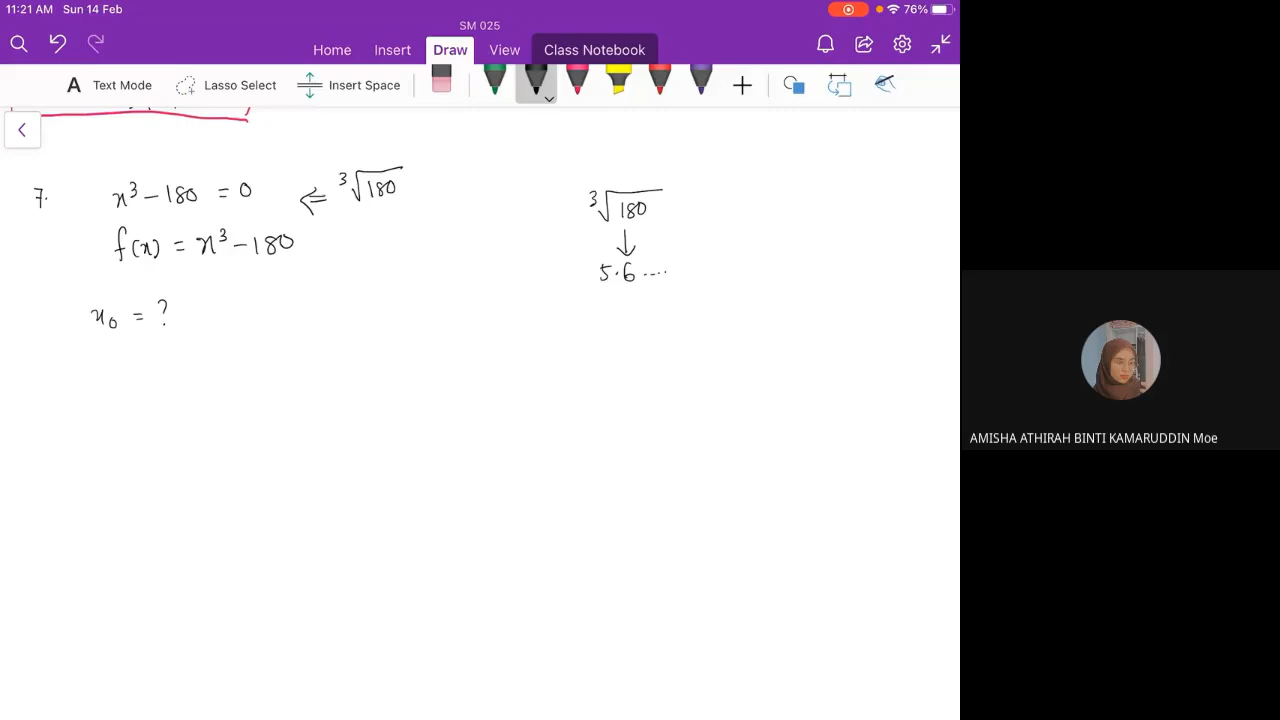 11:21 AM Sun 14 Feb
76%
SM 025
Home Insert Draw View Class Notebook
A Text Mode Lasso Select Insert Space
7. x³ - 180 = 0 ⇐ ³√180
f(x) = x³ - 180
x₀ = ?
³√180
↓
5.6 ....
AMISHA ATHIRAH BINTI KAMARUDDIN Moe